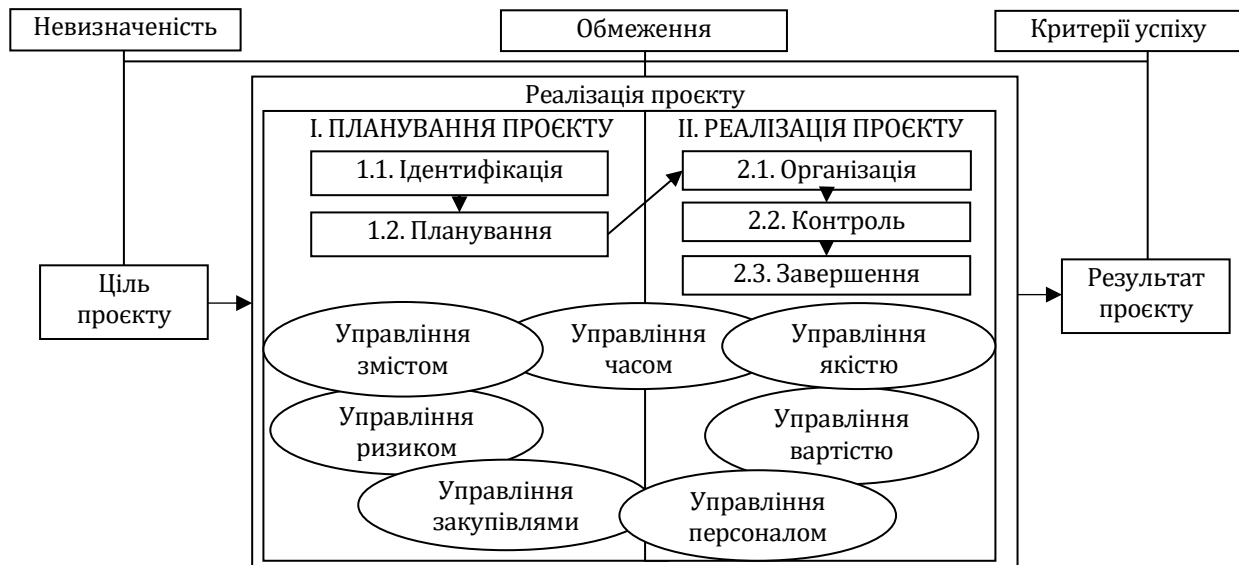 Невизначеність
Обмеження
Критерії успіху
Реалізація проєкту
І. ПЛАНУВАННЯ ПРОЄКТУ
ІІ. РЕАЛІЗАЦІЯ ПРОЄКТУ
1.1. Ідентифікація
1.2. Планування
2.1. Організація
2.2. Контроль
2.3. Завершення
Ціль
проєкту
Результат
проєкту
Управління
змістом
Управління
часом
Управління
якістю
Управління
ризиком
Управління
вартістю
Управління
закупівлями
Управління
персоналом